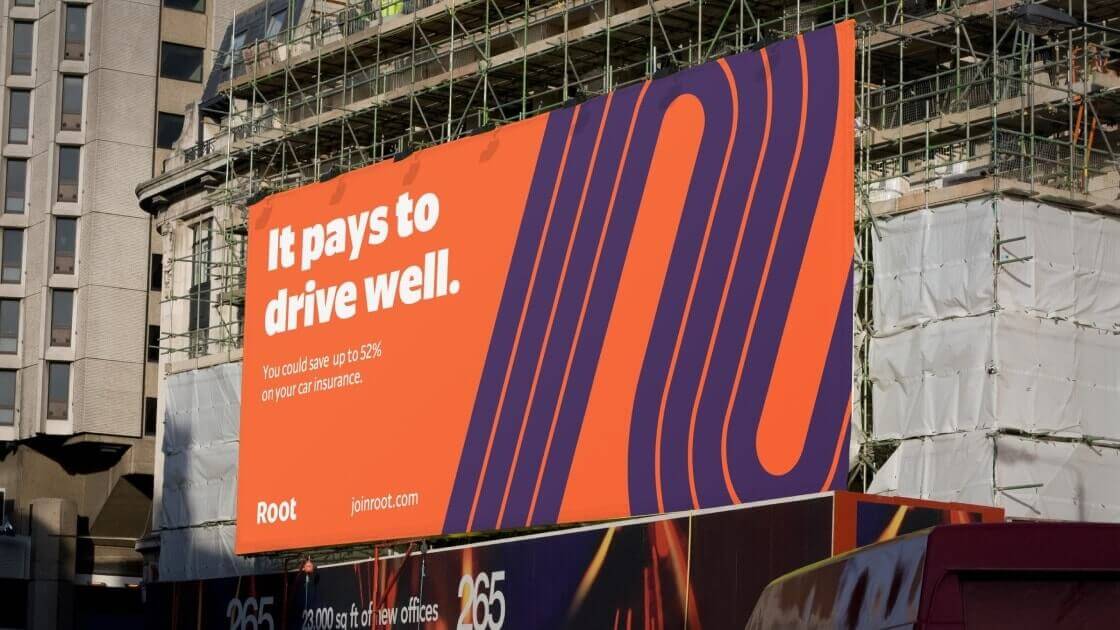 It pays to
drive well.
You could save up to 52%
on your car insurance.
Root
joinroot.com
265
23,000 sq ft of new offices
265